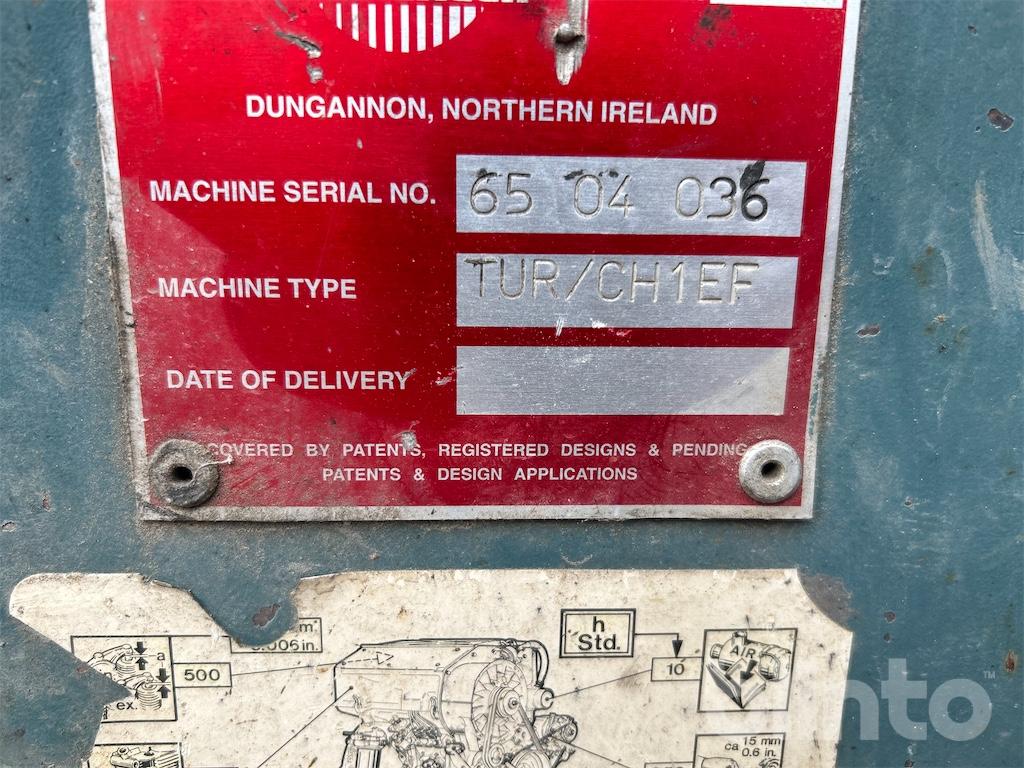 DUNGANNON, NORTHERN IRELAND
MACHINE SERIAL NO. 65 04 036
MACHINE TYPE TUR/CH1EF
DATE OF DELIVERY
COVERED BY PATENTS, REGISTERED DESIGNS & PENDING
PATENTS & DESIGN APPLICATIONS
h
Std.
a
500
10
AIR
ex.
ca 15 mm
0.6 in.